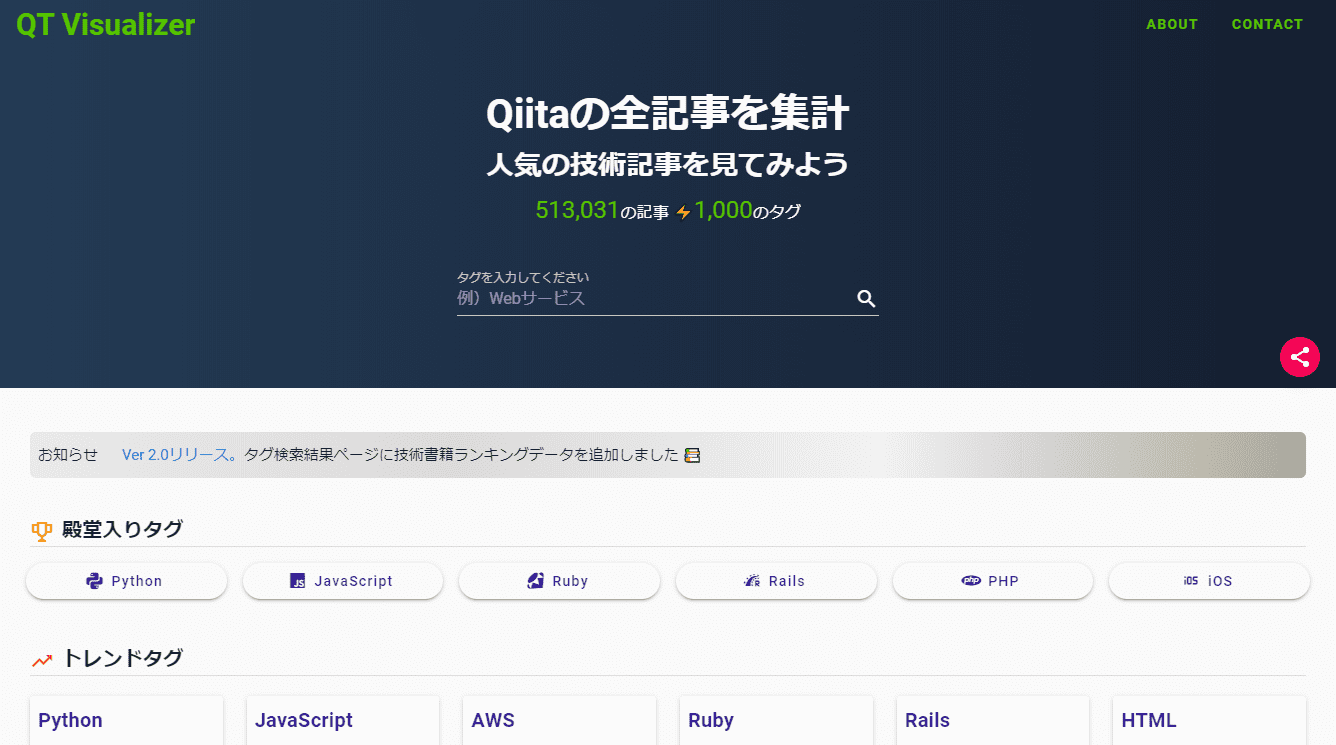 QT Visualizer
ABOUT CONTACT
Qiitaの全記事を集計
人気の技術記事を見てみよう
513,031の記事 ⚡1,000のタグ
タグを入力してください
例）Webサービス
お知らせ Ver 2.0リリース。タグ検索結果ページに技術書籍ランキングデータを追加しました
殿堂入りタグ
Python JS JavaScript Ruby Rails php PHP iOS iOS
トレンドタグ
Python JavaScript AWS Ruby Rails HTML